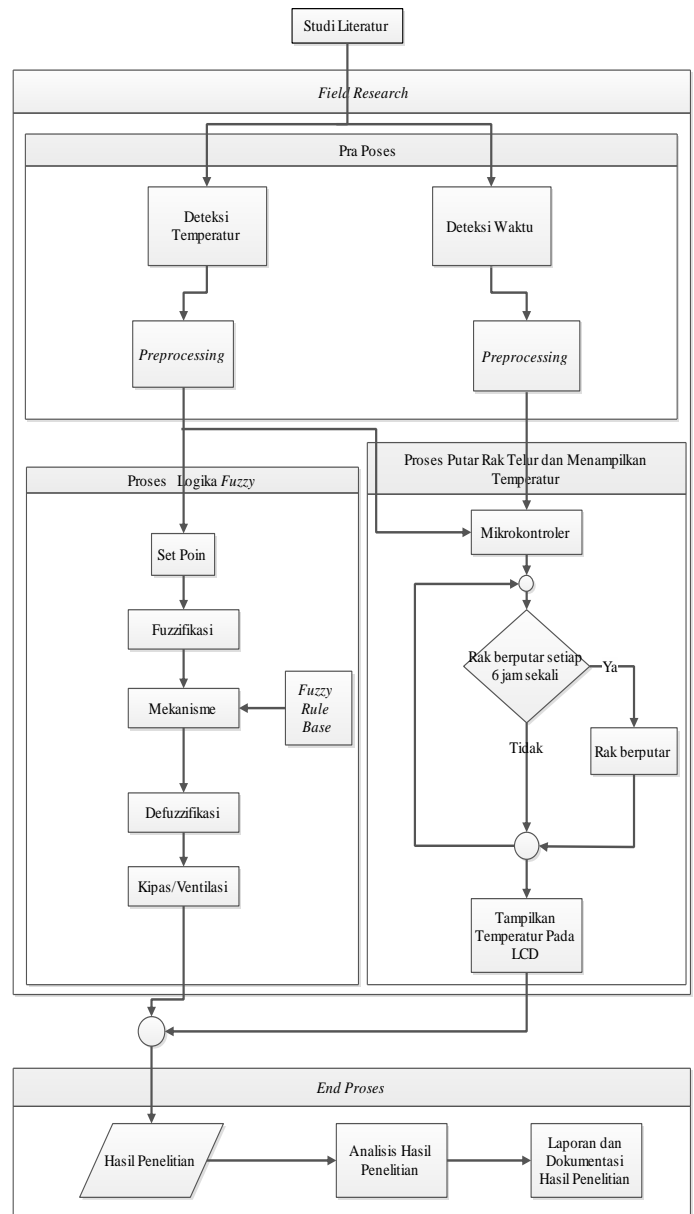 Studi Literatur
Field Research
Pra Poses
Deteksi
Temperatur
Deteksi Waktu
Preprocessing
Preprocessing
Proses Logika Fuzzy
Set Poin
Fuzzifikasi
Mekanisme
Fuzzy
Rule
Base
Defuzzifikasi
Kipas/Ventilasi
Proses Putar Rak Telur dan Menampilkan
Temperatur
Mikrokontroler
Rak berputar setiap
6 jam sekali
Ya
Tidak
Rak berputar
Tampilkan
Temperatur Pada
LCD
End Proses
Hasil Penelitian
Analisis Hasil
Penelitian
Laporan dan
Dokumentasi
Hasil Penelitian